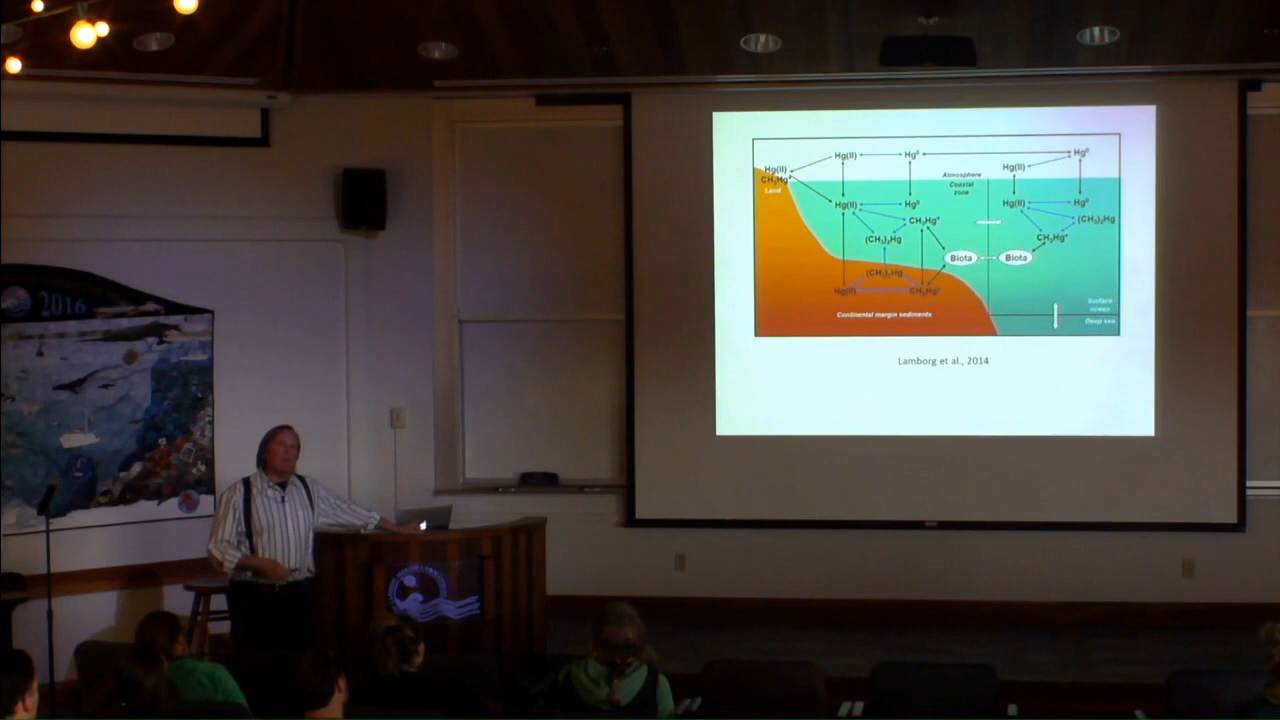 2016
Hg(II)
Hg⁰
Hg⁰
Hg(II)
CH₃Hg⁺
Land
Hg(II)
Atmosphere
Coastal
zone
Hg(II)
Hg⁰
CH₃Hg⁺
(CH₃)₂Hg
Hg(II)
Hg⁰
(CH₃)₂Hg
CH₃Hg⁺
Biota
Biota
(CH₃)₂Hg
Hg(II)
CH₃Hg⁺
Continental margin sediments
Surface
ocean
Deep sea
Lamborg et al., 2014